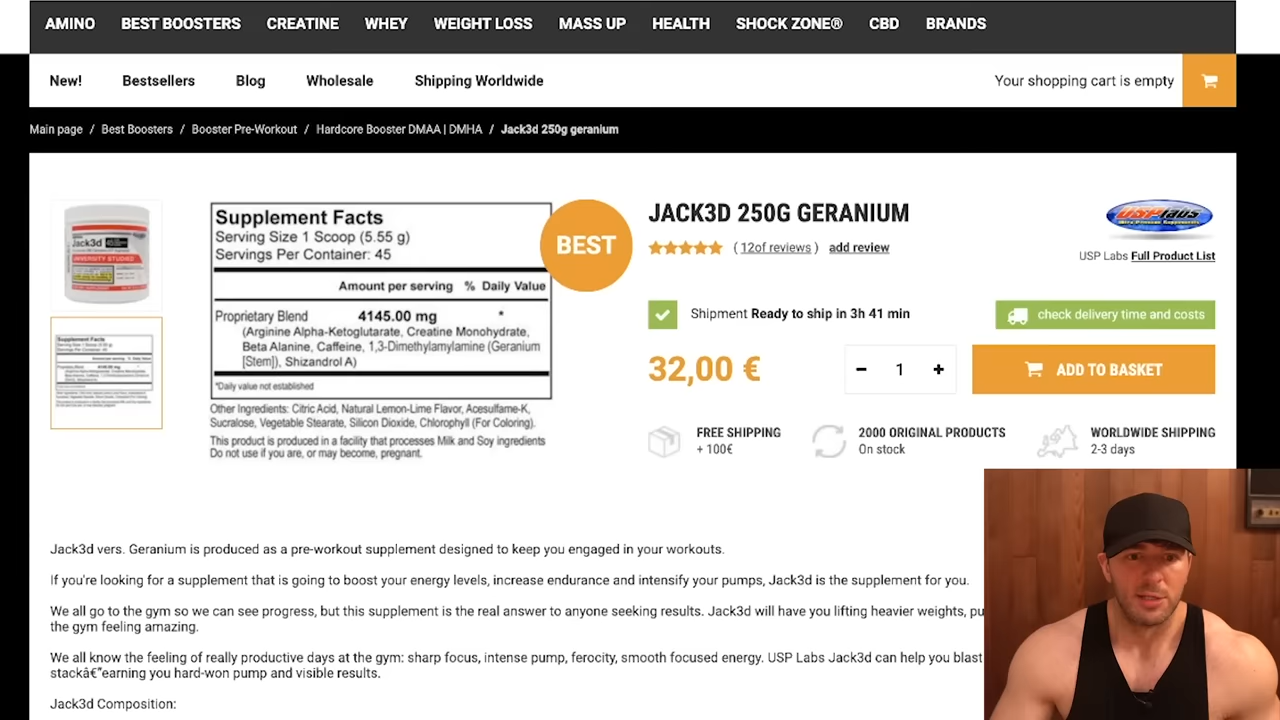 AMINO BEST BOOSTERS CREATINE WHEY WEIGHT LOSS MASS UP HEALTH SHOCK ZONE® CBD BRANDS
New! Bestsellers Blog Wholesale Shipping Worldwide Your shopping cart is empty
Main page / Best Boosters / Booster Pre-Workout / Hardcore Booster DMAA | DMHA / Jack3d 250g geranium
Jack3d
UNIVERSITY STUDIED
Supplement Facts
Serving Size 1 Scoop (5.55 g)
Servings Per Container: 45
Amount per serving % Daily Value
Proprietary Blend 4145.00 mg *
(Arginine Alpha-Ketoglutarate, Creatine Monohydrate,
Beta Alanine, Caffeine, 1,3-Dimethylamylamine (Geranium
[Stem]), Shizandrol A)
*Daily value not established
Other Ingredients: Citric Acid, Natural Lemon-Lime Flavor, Acesulfame-K,
Sucralose, Vegetable Stearate, Silicon Dioxide, Chlorophyll (For Coloring).
This product is produced in a facility that processes Milk and Soy ingredients
Do not use if you are, or may become, pregnant.
BEST
JACK3D 250G GERANIUM
( 12of reviews ) add review
USPlabs
USP Labs Full Product List
Shipment Ready to ship in 3h 41 min
check delivery time and costs
32,00 €
− 1 +
ADD TO BASKET
FREE SHIPPING
+ 100€
2000 ORIGINAL PRODUCTS
On stock
WORLDWIDE SHIPPING
2-3 days
Jack3d vers. Geranium is produced as a pre-workout supplement designed to keep you engaged in your workouts.
If you're looking for a supplement that is going to boost your energy levels, increase endurance and intensify your pumps, Jack3d is the supplement for you.
We all go to the gym so we can see progress, but this supplement is the real answer to anyone seeking results. Jack3d will have you lifting heavier weights, pu
the gym feeling amazing.
We all know the feeling of really productive days at the gym: sharp focus, intense pump, ferocity, smooth focused energy. USP Labs Jack3d can help you blast
stackâ€”earning you hard-won pump and visible results.
Jack3d Composition: